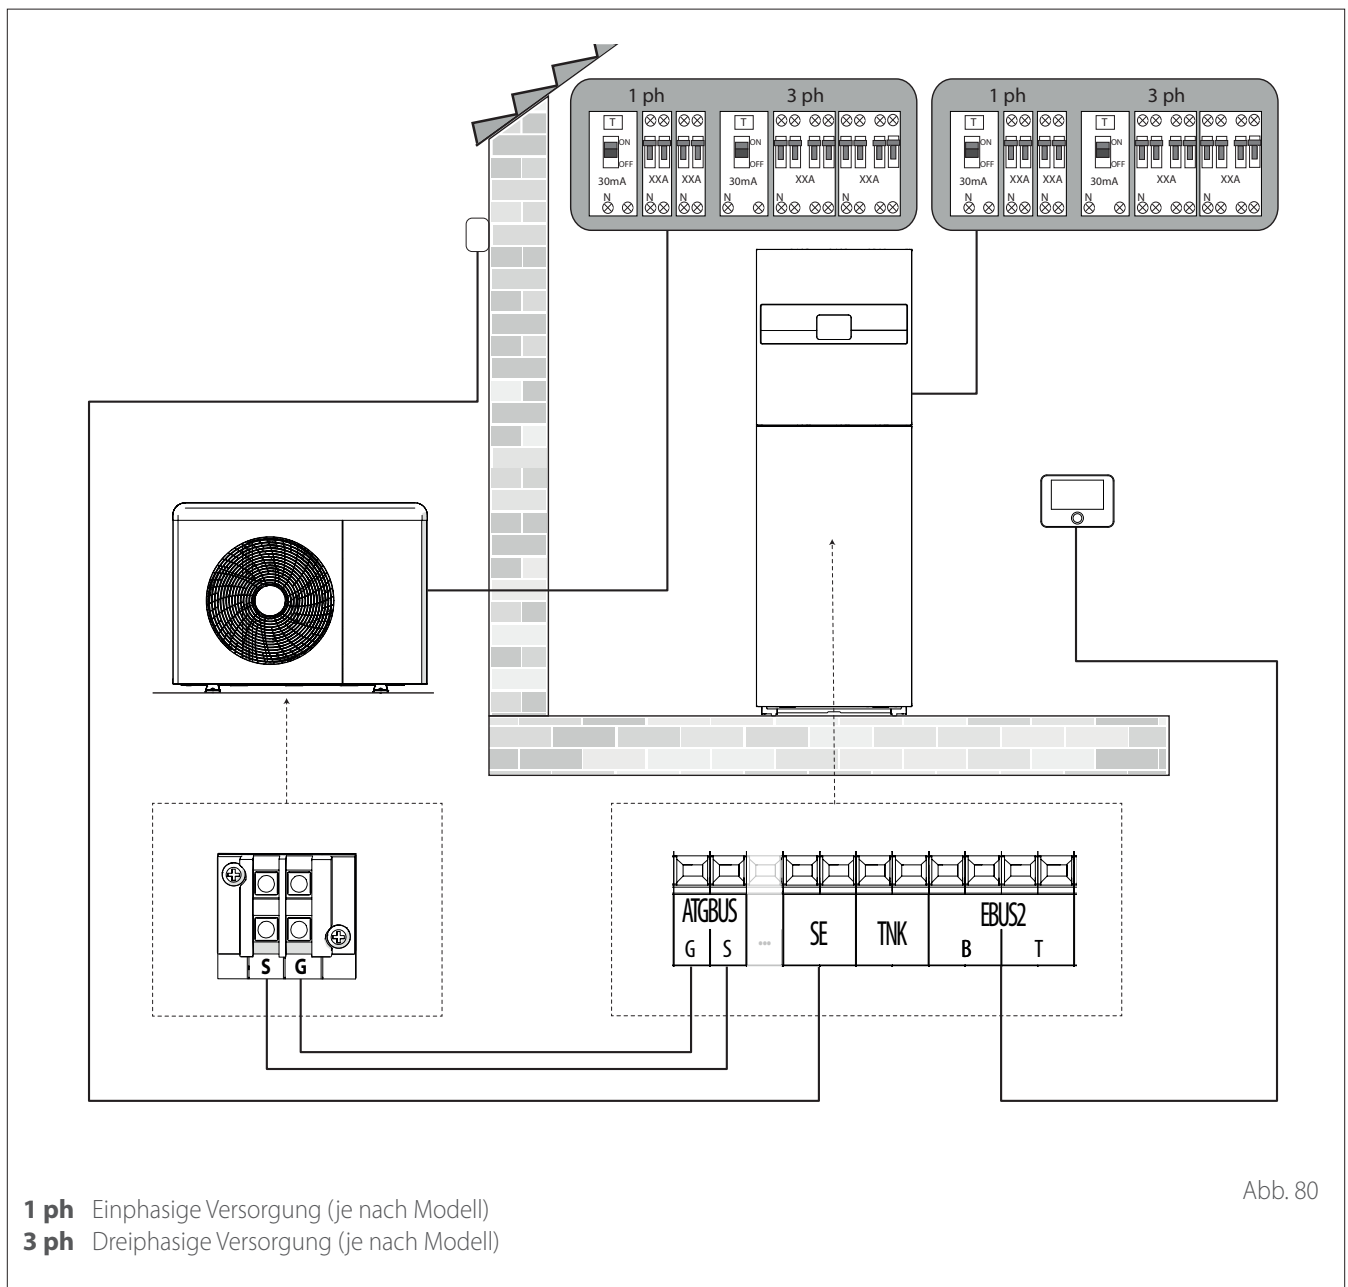 1 ph 3 ph 1 ph 3 ph
T T T T
ON ON ON ON
OFF OFF OFF OFF
30mA XXA XXA 30mA XXA XXA 30mA XXA XXA 30mA XXA XXA
N N N N N N N N N N N N
ATGBUS SE TNK EBUS2
G S ... B T
S G
Abb. 80
1 ph Einphasige Versorgung (je nach Modell)
3 ph Dreiphasige Versorgung (je nach Modell)